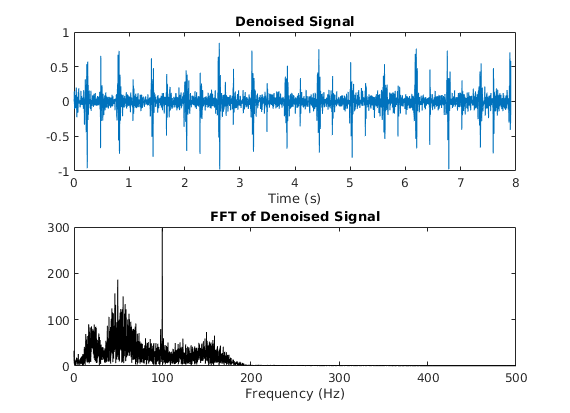 Denoised Signal
1
0.5
0
-0.5
-1
0 1 2 3 4 5 6 7 8
Time (s)
FFT of Denoised Signal
300
200
100
0
0 100 200 300 400 500
Frequency (Hz)